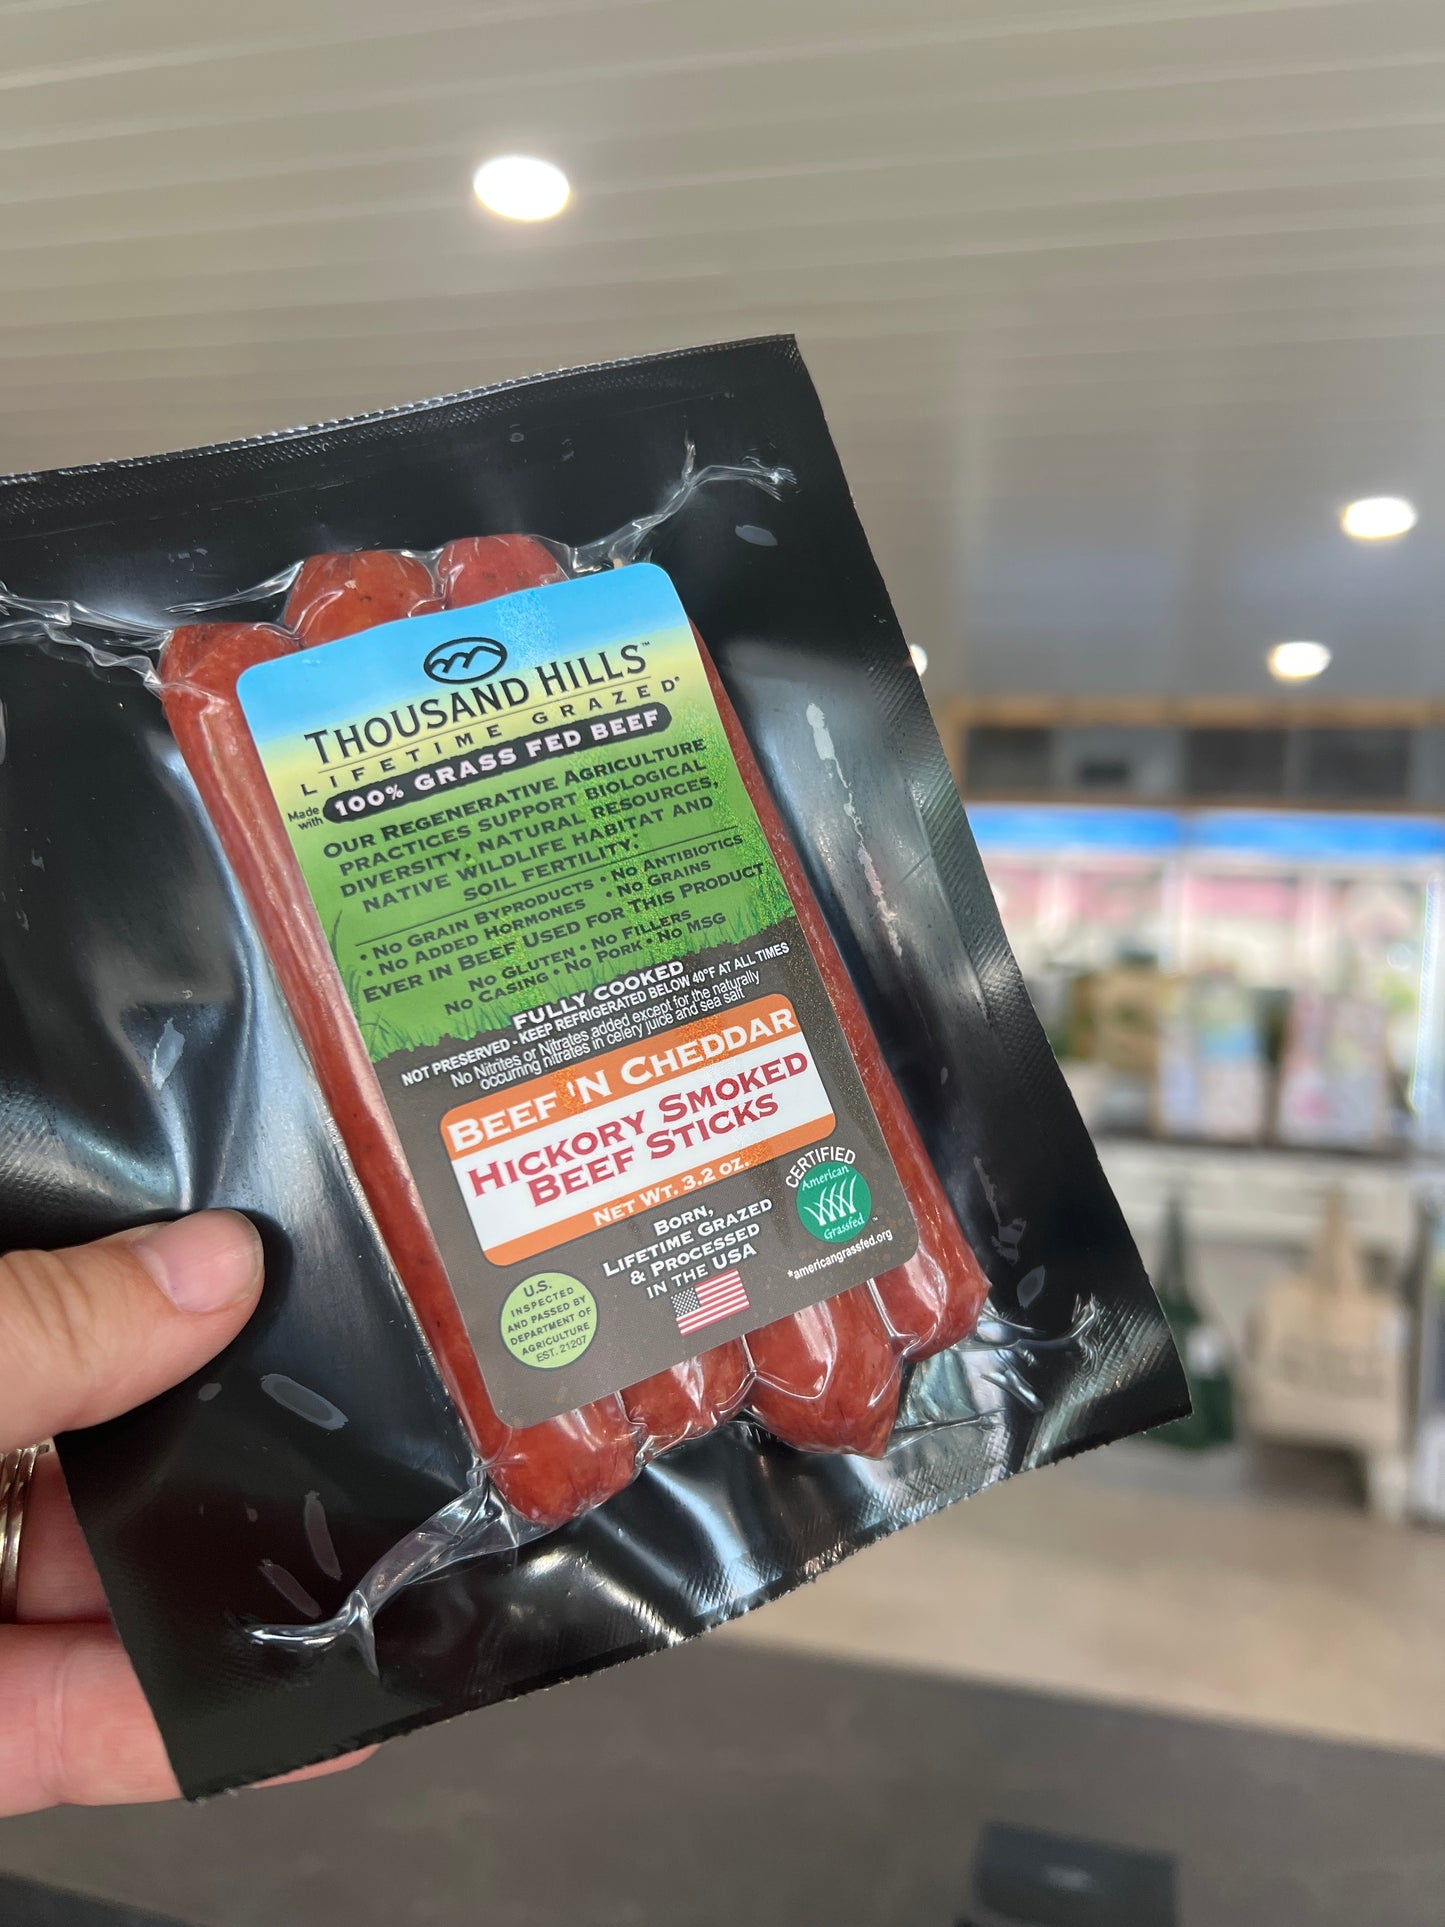 THOUSAND HILLS™
LIFETIME GRAZED®
Made with 100% GRASS FED BEEF
OUR REGENERATIVE AGRICULTURE
PRACTICES SUPPORT BIOLOGICAL
DIVERSITY, NATURAL RESOURCES,
NATIVE WILDLIFE HABITAT AND
SOIL FERTILITY.
• NO GRAIN BYPRODUCTS • NO ANTIBIOTICS
• NO ADDED HORMONES • NO GRAINS
EVER IN BEEF USED FOR THIS PRODUCT
NO GLUTEN • NO FILLERS
NO CASING • NO PORK • NO MSG
FULLY COOKED
NOT PRESERVED - KEEP REFRIGERATED BELOW 40°F AT ALL TIMES
No Nitrites or Nitrates added except for the naturally
occurring nitrates in celery juice and sea salt
BEEF 'N CHEDDAR
HICKORY SMOKED
BEEF STICKS
NET WT. 3.2 OZ.
BORN,
LIFETIME GRAZED
& PROCESSED
IN THE USA
CERTIFIED
American
Grassfed™
*americangrassfed.org
U.S.
INSPECTED
AND PASSED BY
DEPARTMENT OF
AGRICULTURE
EST. 21207